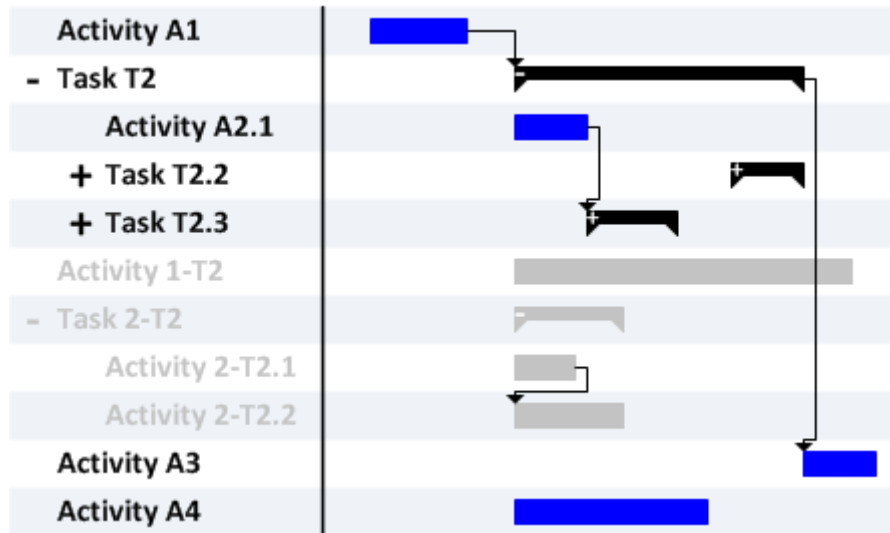 Activity A1
- Task T2
Activity A2.1
+ Task T2.2
+ Task T2.3
Activity 1-T2
- Task 2-T2
Activity 2-T2.1
Activity 2-T2.2
Activity A3
Activity A4